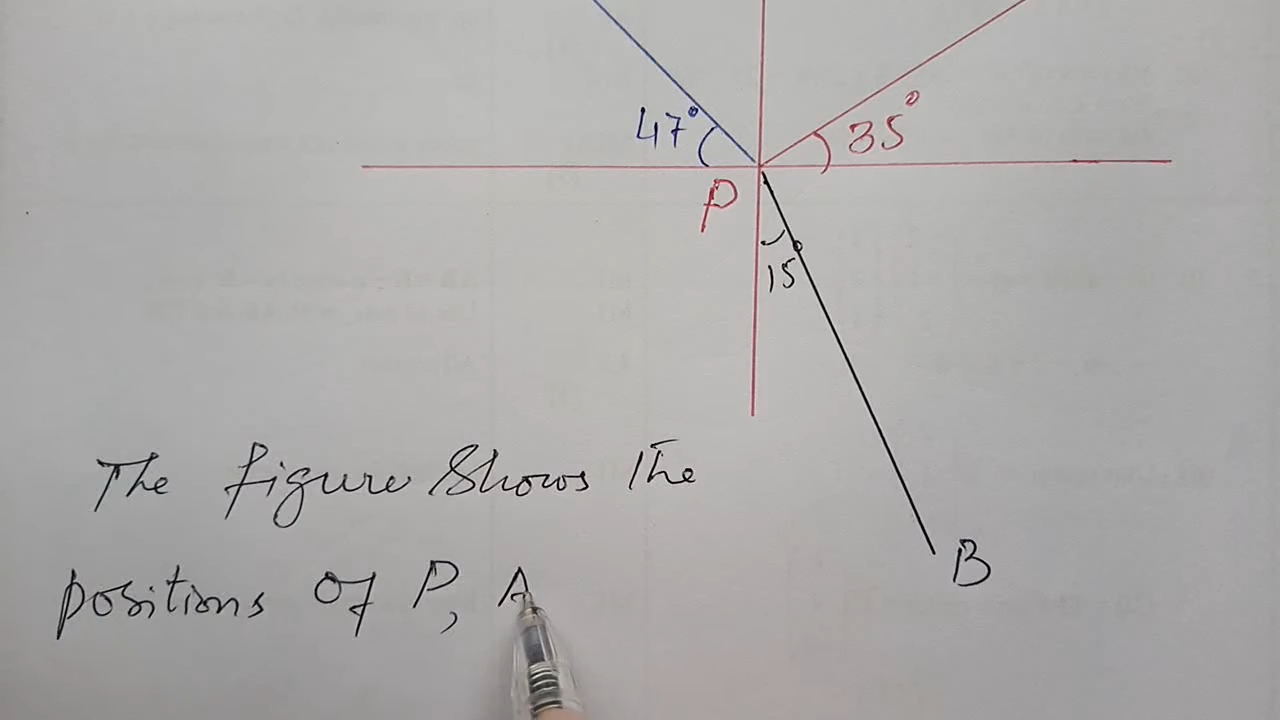 47°
35°
P
15°
The figure shows the
B
positions of P, A